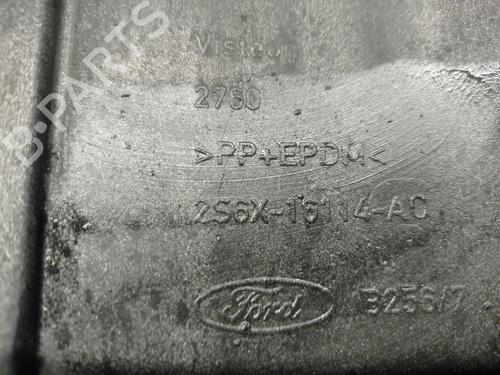 B-PARTS
Visteon
2760
>PP+EPDM<
2S6X-16114-AC
Ford B256/7